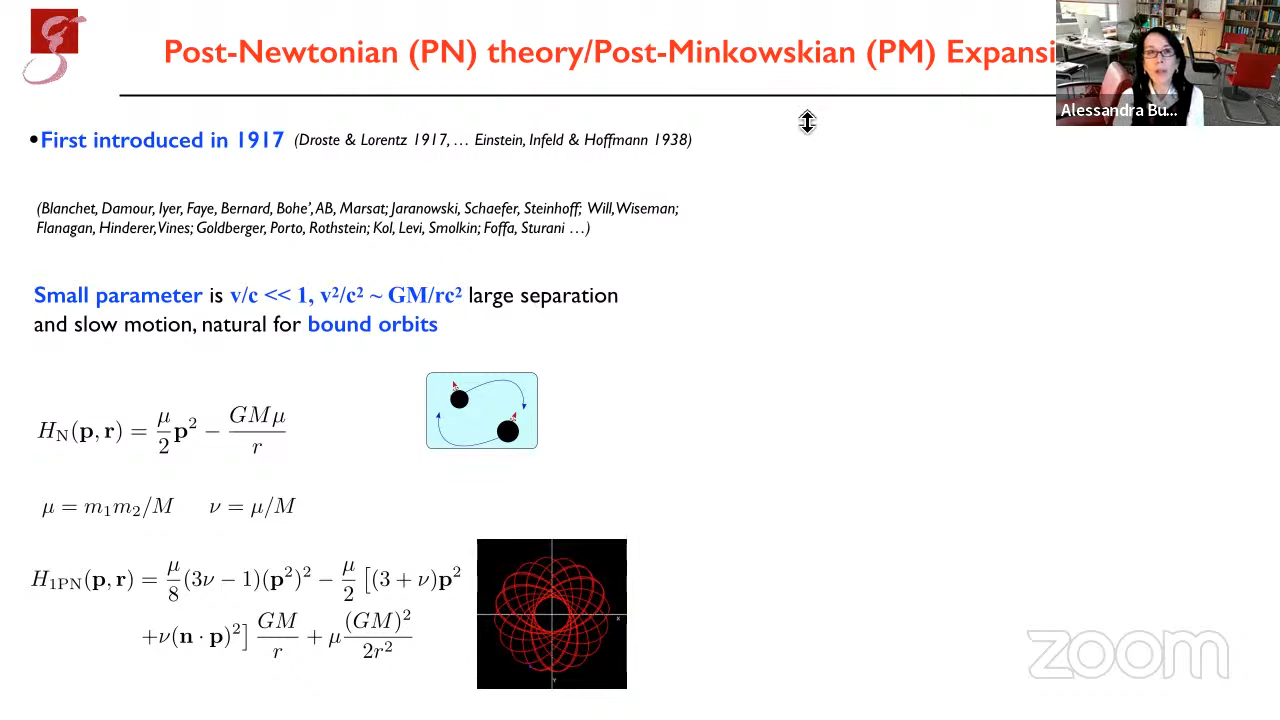 Post-Newtonian (PN) theory/Post-Minkowskian (PM) Expansi
Alessandra Bu...
•First introduced in 1917 (Droste & Lorentz 1917, … Einstein, Infeld & Hoffmann 1938)
(Blanchet, Damour, Iyer, Faye, Bernard, Bohe’, AB, Marsat; Jaranowski, Schaefer, Steinhoff; Will, Wiseman;
Flanagan, Hinderer, Vines; Goldberger, Porto, Rothstein; Kol, Levi, Smolkin; Foffa, Sturani …)
Small parameter is v/c << 1, v²/c² ~ GM/rc² large separation
and slow motion, natural for bound orbits
H_N(p, r) = μ/2 p² − GMμ/r
μ = m₁m₂/M ν = μ/M
H_1PN(p, r) = μ/8 (3ν − 1)(p²)² − μ/2 [(3 + ν)p²
+ν(n · p)²] GM/r + μ (GM)²/2r²
X
Y
zoom